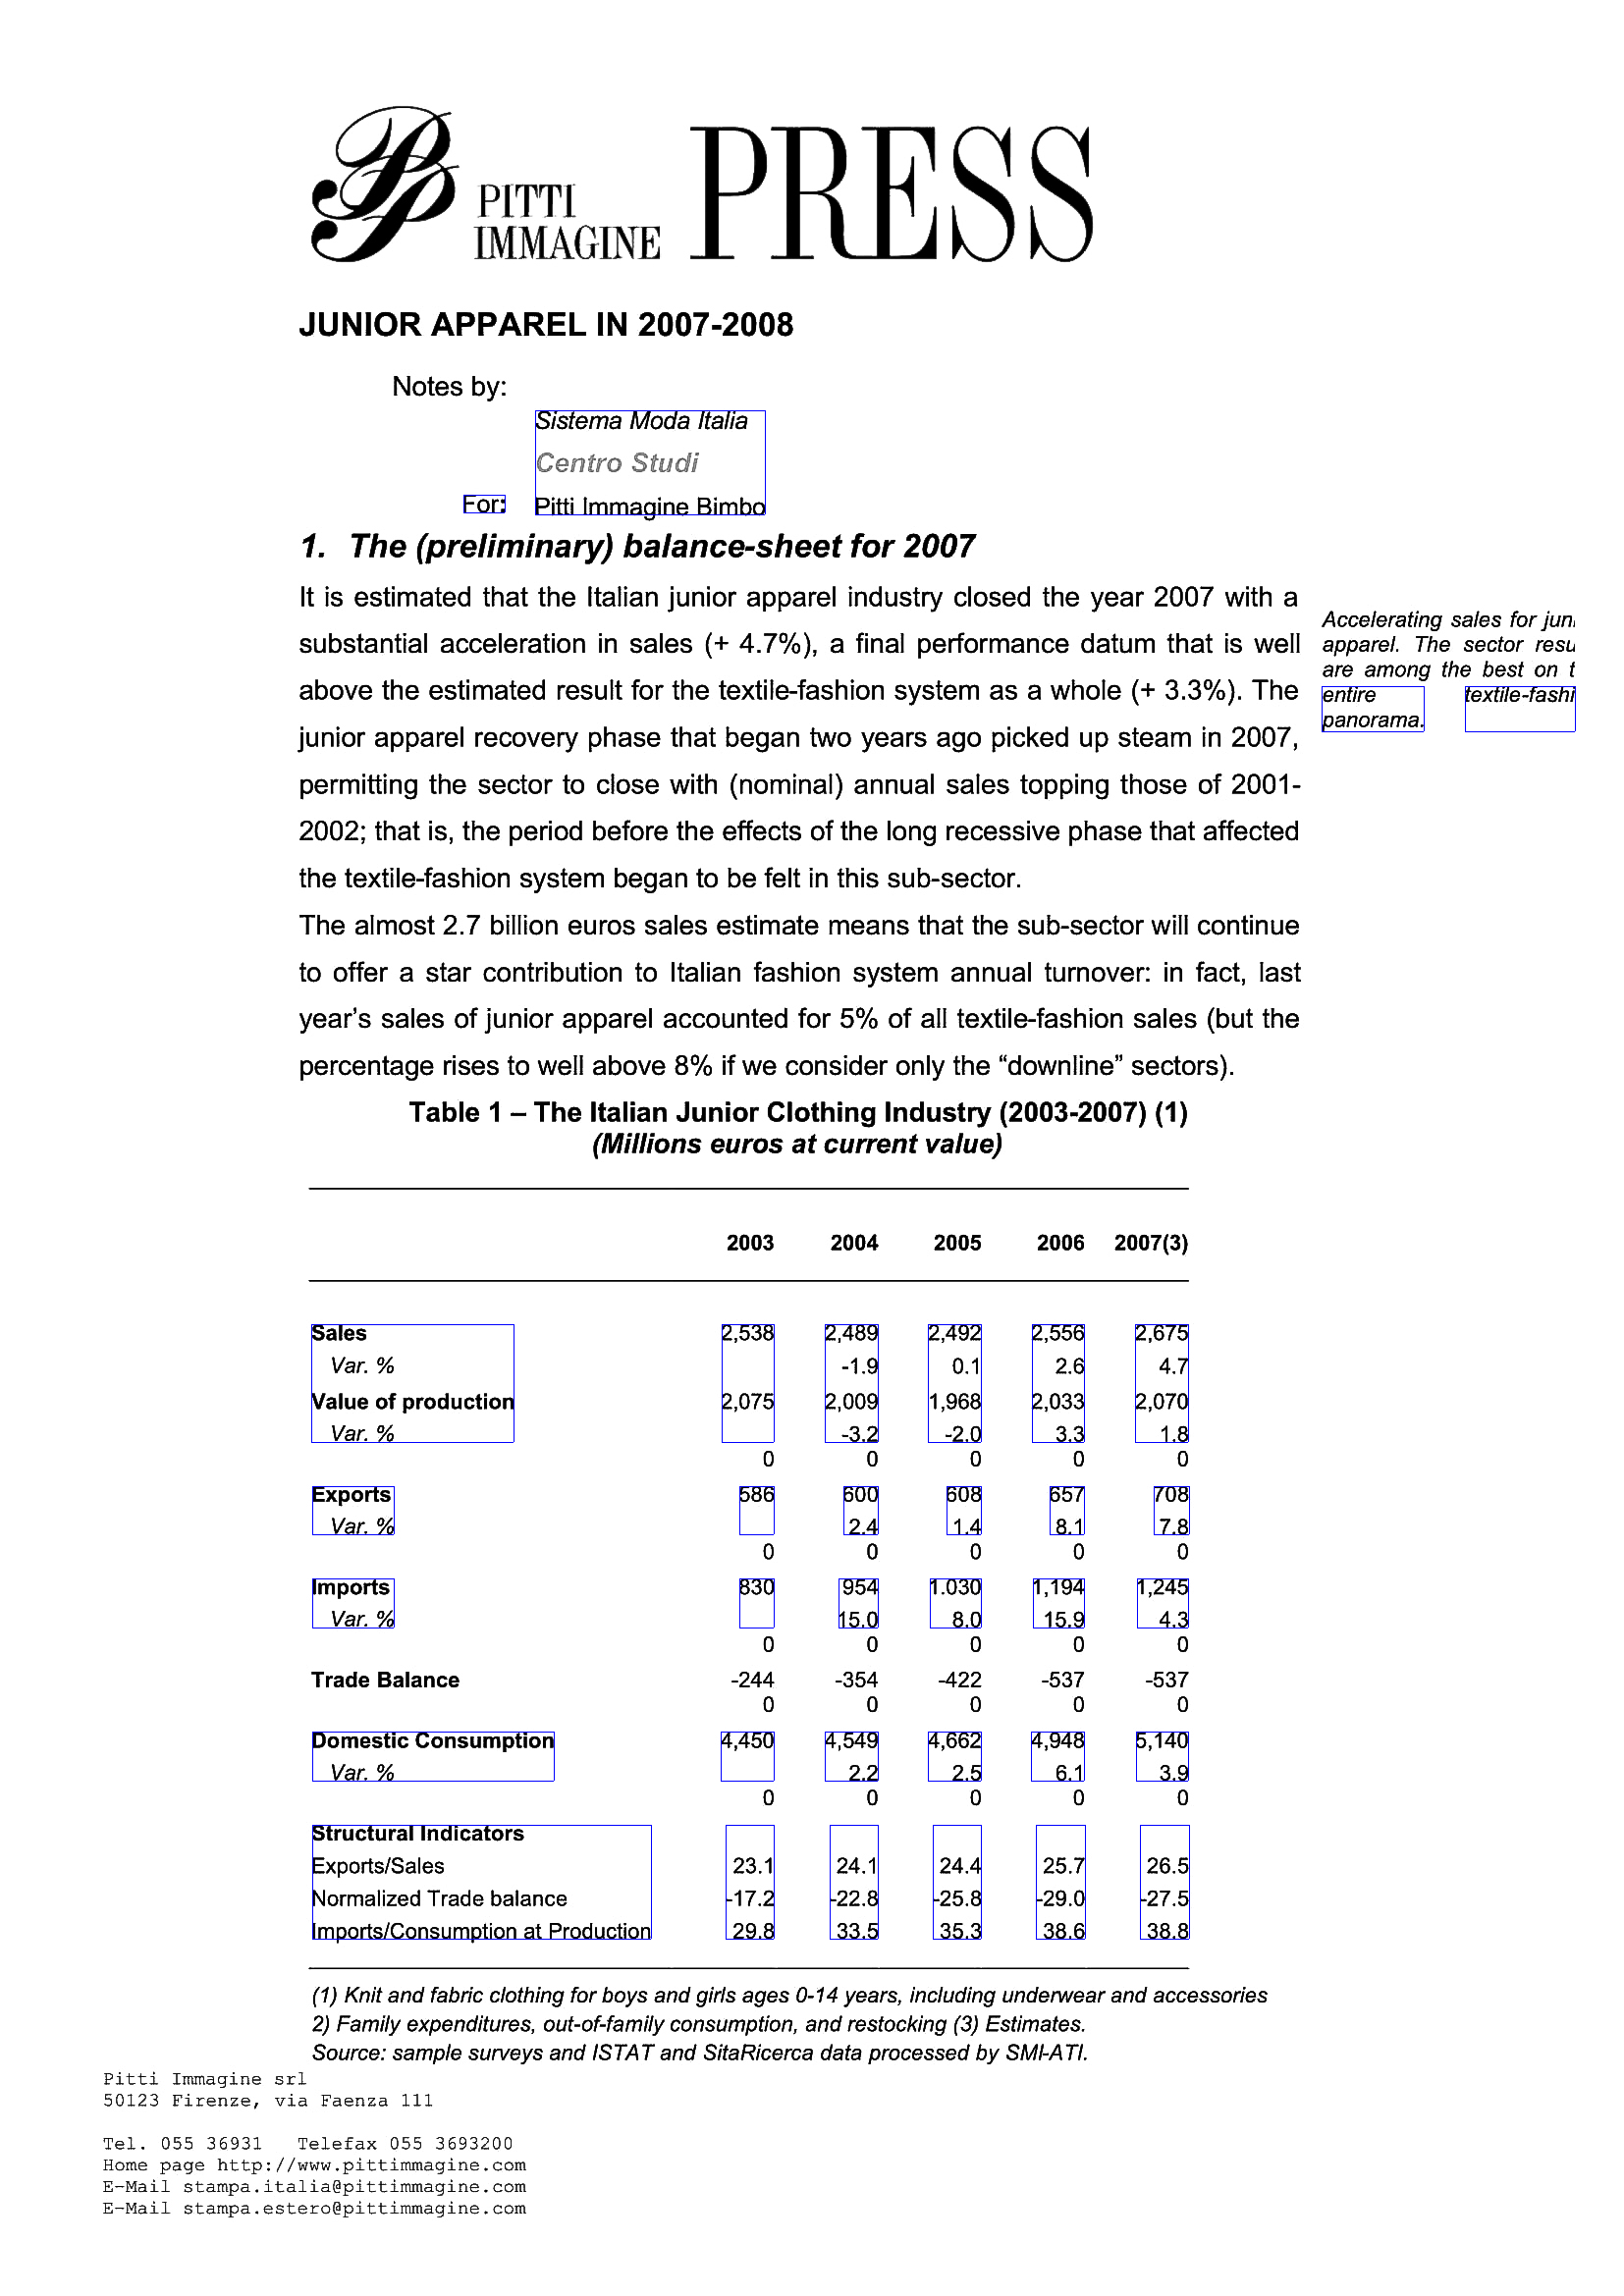 PITTI
IMMAGINE
PRESS
JUNIOR APPAREL IN 2007-2008
Notes by:
Sistema Moda Italia
Centro Studi
For: Pitti Immagine Bimbo
1. The (preliminary) balance-sheet for 2007
It is estimated that the Italian junior apparel industry closed the year 2007 with a
substantial acceleration in sales (+ 4.7%), a final performance datum that is well
above the estimated result for the textile-fashion system as a whole (+ 3.3%). The
junior apparel recovery phase that began two years ago picked up steam in 2007,
permitting the sector to close with (nominal) annual sales topping those of 2001-
2002; that is, the period before the effects of the long recessive phase that affected
the textile-fashion system began to be felt in this sub-sector.
The almost 2.7 billion euros sales estimate means that the sub-sector will continue
to offer a star contribution to Italian fashion system annual turnover: in fact, last
year’s sales of junior apparel accounted for 5% of all textile-fashion sales (but the
percentage rises to well above 8% if we consider only the “downline” sectors).
Accelerating sales for
apparel. The sector
are among the best on
entire
panorama.
Table 1 – The Italian Junior Clothing Industry (2003-2007) (1)
(Millions euros at current value)
2003 2004 2005 2006 2007(3)
Sales 2,538 2,489 2,492 2,556 2,675
Var. % -1.9 0.1 2.6 4.7
Value of production 2,075 2,009 1,968 2,033 2,070
Var. % -3.2 -2.0 3.3 1.8
0 0 0 0 0
Exports 586 600 608 657 708
Var. % 2.4 1.4 8.1 7.8
0 0 0 0 0
Imports 830 954 1.030 1,194 1,245
Var. % 15.0 8.0 15.9 4.3
0 0 0 0 0
Trade Balance -244 -354 -422 -537 -537
0 0 0 0 0
Domestic Consumption 4,450 4,549 4,662 4,948 5,140
Var. % 2.2 2.5 6.1 3.9
0 0 0 0 0
Structural Indicators
Exports/Sales 23.1 24.1 24.4 25.7 26.5
Normalized Trade balance -17.2 -22.8 -25.8 -29.0 -27.5
Imports/Consumption at Production 29.8 33.5 35.3 38.6 38.8
(1) Knit and fabric clothing for boys and girls ages 0-14 years, including underwear and accessories
2) Family expenditures, out-of-family consumption, and restocking (3) Estimates.
Source: sample surveys and ISTAT and SitaRicerca data processed by SMI-ATI.
Pitti Immagine srl
50123 Firenze, via Faenza 111
Tel. 055 36931 Telefax 055 3693200
Home page http://www.pittimmagine.com
E-Mail stampa.italia@pittimmagine.com
E-Mail stampa.estero@pittimmagine.com